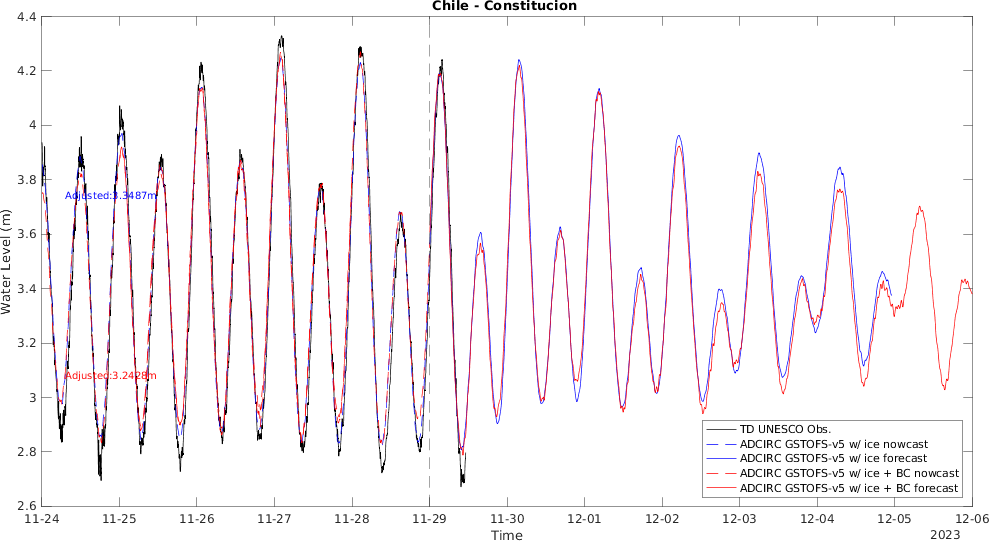 Chile - Constitucion
4.4
4.2
4
3.8
3.6
3.4
3.2
3
2.8
2.6
Water Level (m)
Adjusted:3.3487m
Adjusted:3.2428m
TD UNESCO Obs.
ADCIRC GSTOFS-v5 w/ ice nowcast
ADCIRC GSTOFS-v5 w/ ice forecast
ADCIRC GSTOFS-v5 w/ ice + BC nowcast
ADCIRC GSTOFS-v5 w/ ice + BC forecast
11-24 11-25 11-26 11-27 11-28 11-29 11-30 12-01 12-02 12-03 12-04 12-05 12-06
Time
2023